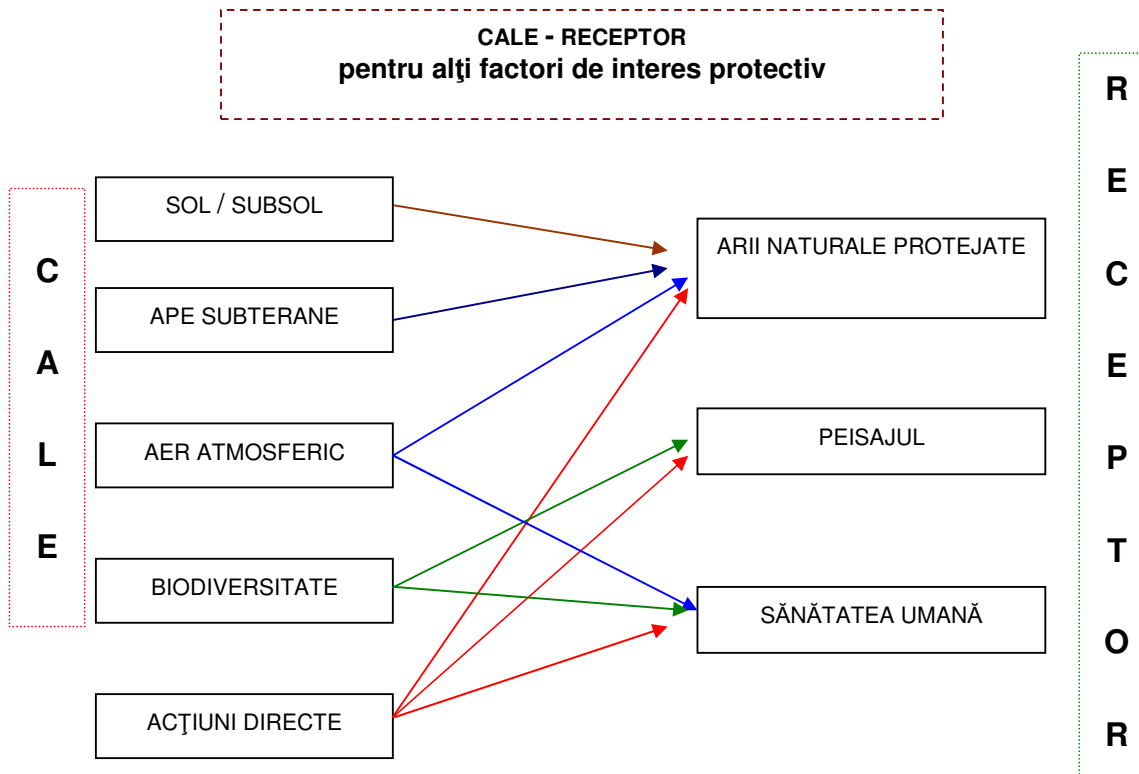 CALE - RECEPTOR
pentru alţi factori de interes protectiv
C
A
L
E
SOL / SUBSOL
APE SUBTERANE
AER ATMOSFERIC
BIODIVERSITATE
ACŢIUNI DIRECTE
ARII NATURALE PROTEJATE
PEISAJUL
SĂNĂTATEA UMANĂ
R
E
C
E
P
T
O
R